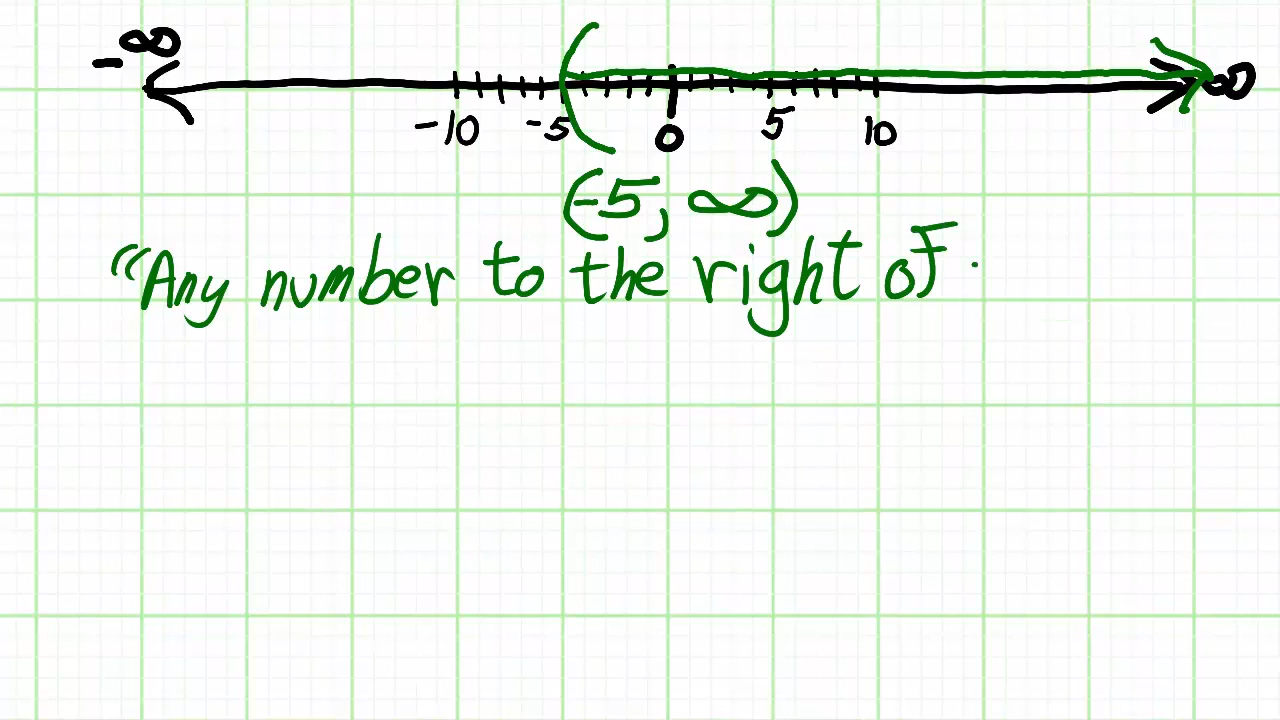 -∞ ∞
-10 -5 0 5 10
(-5, ∞)
“Any number to the right of